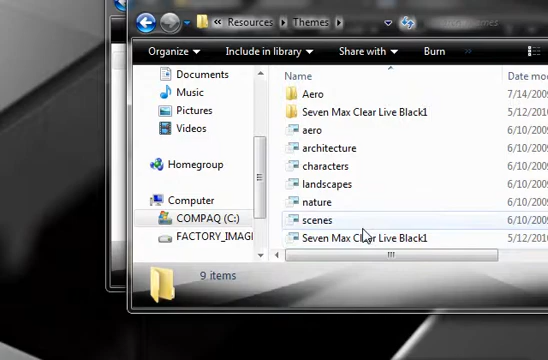 « Resources ▸ Themes ▸
Organize ▾ Include in library ▾ Share with ▾ Burn »
Documents
Music
Pictures
Videos
Homegroup
Computer
COMPAQ (C:)
FACTORY_IMAG
Name Date mo
Aero 7/14/200
Seven Max Clear Live Black1 5/12/201
aero 6/10/200
architecture 6/10/200
characters 6/10/200
landscapes 6/10/200
nature 6/10/200
scenes 6/10/200
Seven Max Clear Live Black1 5/12/201
9 items